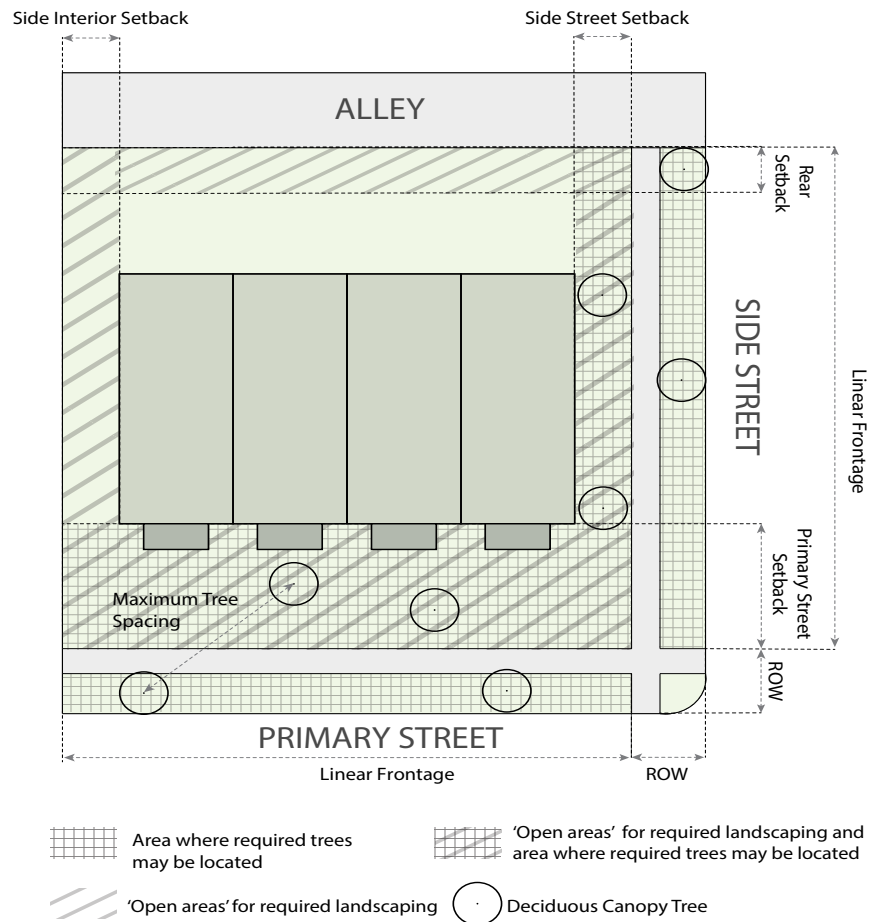 Side Interior Setback
Side Street Setback
ALLEY
Rear
Setback
SIDE STREET
Linear Frontage
Maximum Tree
Spacing
Primary Street
Setback
ROW
PRIMARY STREET
Linear Frontage
ROW
Area where required trees
may be located
'Open areas' for required landscaping and
area where required trees may be located
'Open areas' for required landscaping
Deciduous Canopy Tree